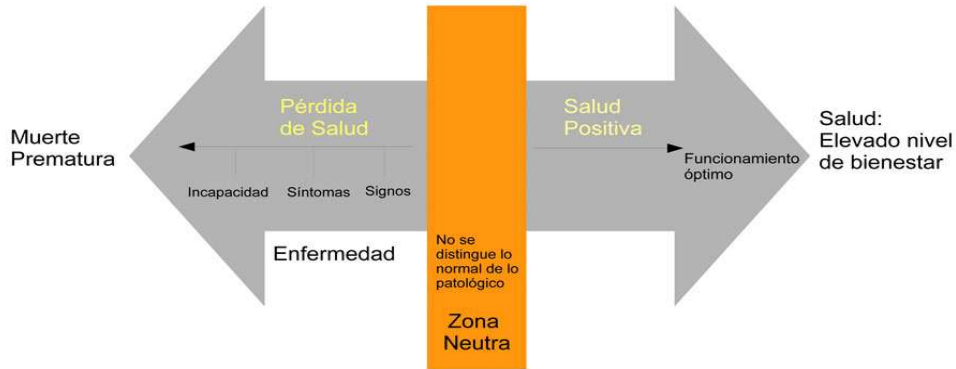 Muerte
Prematura
Pérdida
de Salud
Incapacidad
Síntomas
Signos
Enfermedad
No se
distingue lo
normal de lo
patológico
Zona
Neutra
Salud
Positiva
Funcionamiento
óptimo
Salud:
Elevado nivel
de bienestar